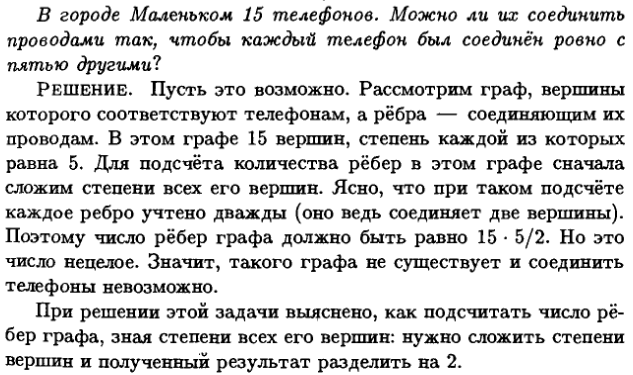 В городе Маленьком 15 телефонов. Можно ли их соединить
проводами так, чтобы каждый телефон был соединён ровно с
пятью другими?
РЕШЕНИЕ. Пусть это возможно. Рассмотрим граф, вершины
которого соответствуют телефонам, а рёбра — соединяющим их
проводам. В этом графе 15 вершин, степень каждой из которых
равна 5. Для подсчёта количества рёбер в этом графе сначала
сложим степени всех его вершин. Ясно, что при таком подсчёте
каждое ребро учтено дважды (оно ведь соединяет две вершины).
Поэтому число рёбер графа должно быть равно 15 · 5/2. Но это
число нецелое. Значит, такого графа не существует и соединить
телефоны невозможно.
При решении этой задачи выяснено, как подсчитать число рё-
бер графа, зная степени всех его вершин: нужно сложить степени
вершин и полученный результат разделить на 2.